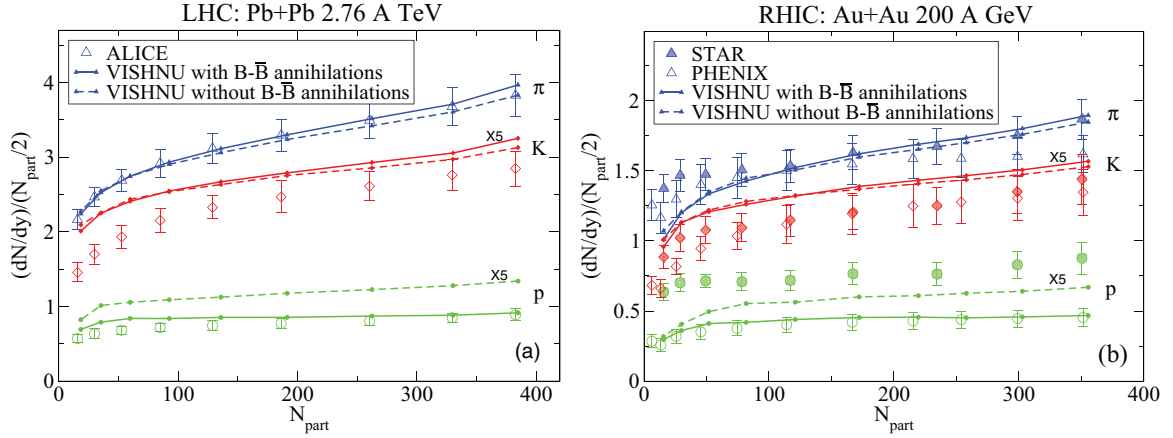 LHC: Pb+Pb 2.76 A TeV
(dN/dy)/(N_part/2)
5
4
3
2
1
0
ALICE
VISHNU with B-B̅ annihilations
VISHNU without B-B̅ annihilations
π
X5
K
X5
p
(a)
0 100 200 300 400
N_part
RHIC: Au+Au 200 A GeV
(dN/dy)/(N_part/2)
2
1.5
1
0.5
0
STAR
PHENIX
VISHNU with B-B̅ annihilations
VISHNU without B-B̅ annihilations
π
X5
K
X5
p
(b)
0 100 200 300 400
N_part